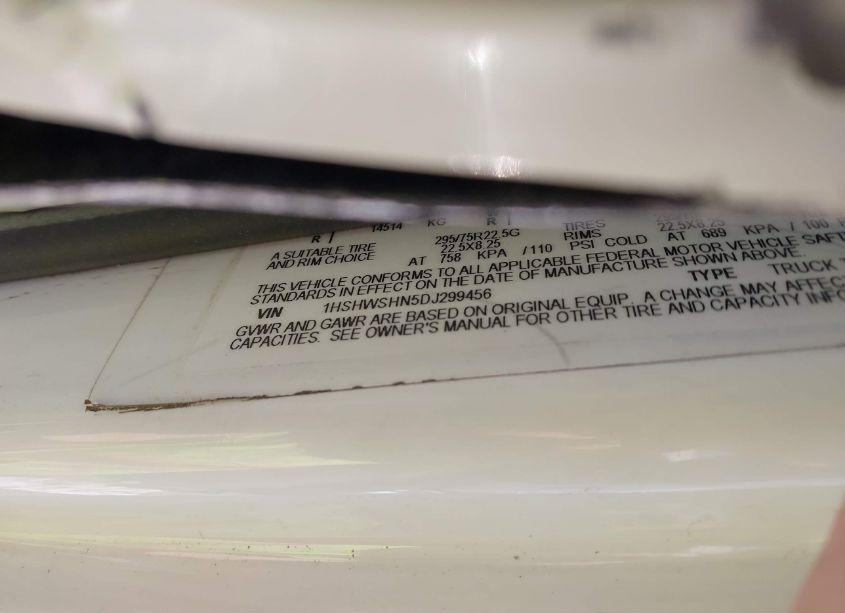 R I 14514 KG R I TIRES
A SUITABLE TIRE 295/75R22.5G RIMS 22.5X8.25
AND RIM CHOICE 22.5X8.25
AT 758 KPA /110 PSI COLD AT 689 KPA / 100
THIS VEHICLE CONFORMS TO ALL APPLICABLE FEDERAL MOTOR VEHICLE SAFT
STANDARDS IN EFFECT ON THE DATE OF MANUFACTURE SHOWN ABOVE.
VIN 1HSHWSHN5DJ299456 TYPE TRUCK
GVWR AND GAWR ARE BASED ON ORIGINAL EQUIP. A CHANGE MAY AFFEC
CAPACITIES. SEE OWNER'S MANUAL FOR OTHER TIRE AND CAPACITY INFO